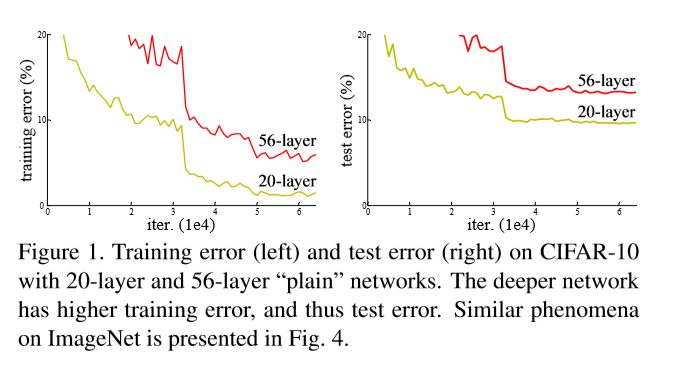 20
10
0
0
1
2
3
4
5
6
training error (%)
iter. (1e4)
56-layer
20-layer
20
10
0
0
1
2
3
4
5
6
test error (%)
iter. (1e4)
56-layer
20-layer
Figure 1. Training error (left) and test error (right) on CIFAR-10
with 20-layer and 56-layer “plain” networks. The deeper network
has higher training error, and thus test error. Similar phenomena
on ImageNet is presented in Fig. 4.